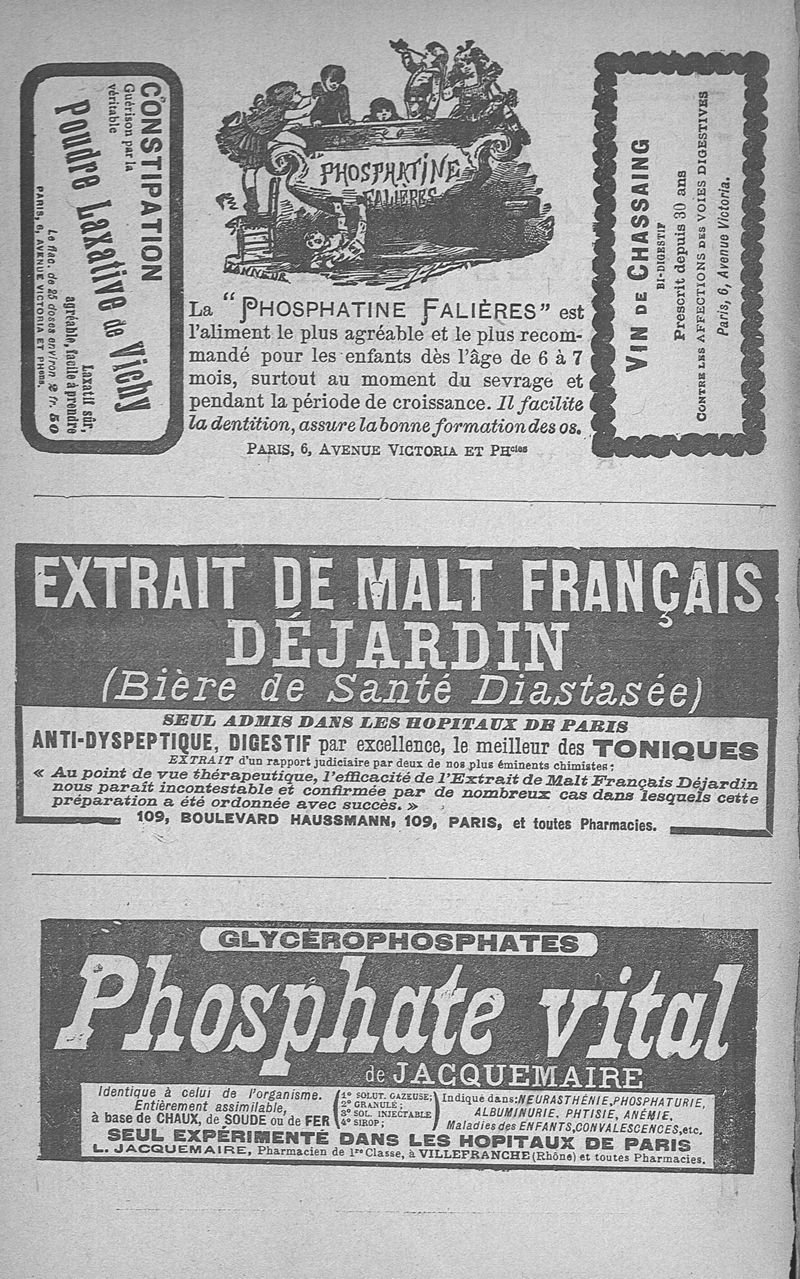 CONSTIPATION
Guérison par la
véritable
Poudre Laxative de Vichy
Laxatif sûr,
agréable, facile à prendre
Le flac. de 25 doses environ 2 fr. 50
PARIS, 6, AVENUE VICTORIA ET PHcies.
"PHOSPHATINE
FALIÈRES
La "PHOSPHATINE FALIÈRES" est
l'aliment le plus agréable et le plus recom-
mandé pour les enfants dès l'âge de 6 à 7
mois, surtout au moment du sevrage et
pendant la période de croissance. Il facilite
la dentition, assure la bonne formation des os.
PARIS, 6, AVENUE VICTORIA ET PHcies
VIN DE CHASSAING
BI-DIGESTIF
Prescrit depuis 30 ans
CONTRE LES AFFECTIONS DES VOIES DIGESTIVES
Paris, 6, Avenue Victoria.
EXTRAIT DE MALT FRANÇAIS
DÉJARDIN
(Bière de Santé Diastasée)
SEUL ADMIS DANS LES HOPITAUX DE PARIS
ANTI-DYSPEPTIQUE, DIGESTIF par excellence, le meilleur des TONIQUES
EXTRAIT d'un rapport judiciaire par deux de nos plus éminents chimistes :
« Au point de vue thérapeutique, l'efficacité de l'Extrait de Malt Français Déjardin
nous paraît incontestable et confirmée par de nombreux cas dans lesquels cette
préparation a été ordonnée avec succès. »
109, BOULEVARD HAUSSMANN, 109, PARIS, et toutes Pharmacies.
GLYCÉROPHOSPHATES
Phosphate vital
de JACQUEMAIRE
Identique à celui de l'organisme.
Entièrement assimilable,
à base de CHAUX, de SOUDE ou de FER
1° SOLUT. GAZEUSE;
2° GRANULÉ;
3° SOL. INJECTABLE
4° SIROP;
Indiqué dans: NEURASTHÉNIE, PHOSPHATURIE,
ALBUMINURIE, PHTISIE, ANÉMIE,
Maladies des ENFANTS, CONVALESCENCES, etc.
SEUL EXPÉRIMENTÉ DANS LES HOPITAUX DE PARIS
L. JACQUEMAIRE, Pharmacien de 1re Classe, à VILLEFRANCHE (Rhône) et toutes Pharmacies.